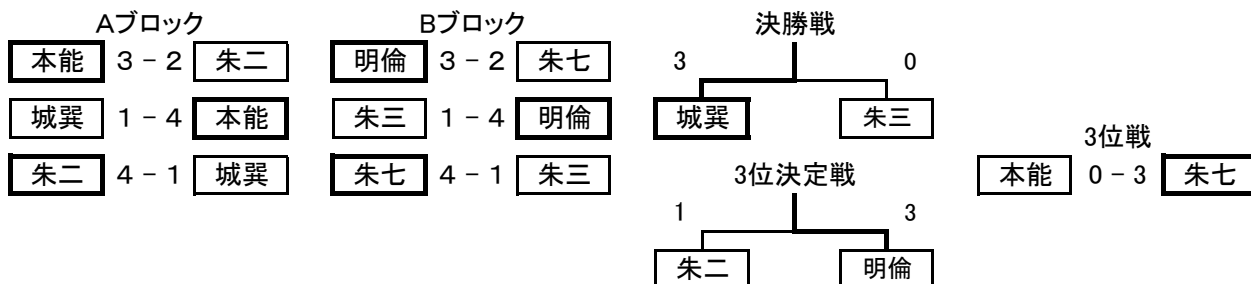 Aブロック
本能 3 - 2 朱二
城巽 1 - 4 本能
朱二 4 - 1 城巽
Bブロック
明倫 3 - 2 朱七
朱三 1 - 4 明倫
朱七 4 - 1 朱三
決勝戦
3 0
城巽 朱三
3位決定戦
1 3
朱二 明倫
3位戦
本能 0 - 3 朱七